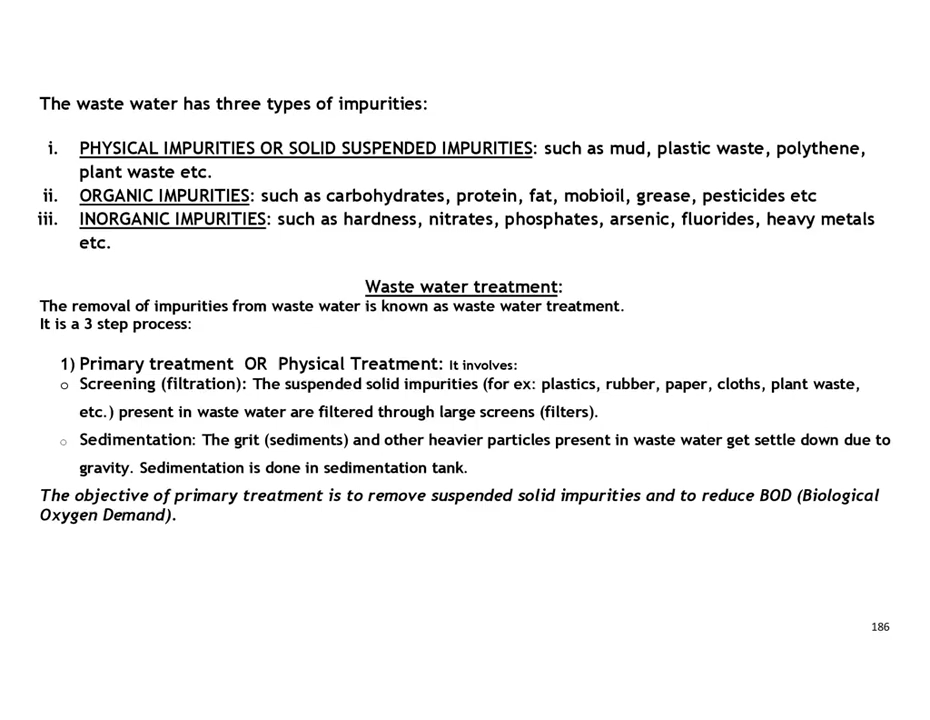 The waste water has three types of impurities:
i. PHYSICAL IMPURITIES OR SOLID SUSPENDED IMPURITIES: such as mud, plastic waste, polythene,
plant waste etc.
ii. ORGANIC IMPURITIES: such as carbohydrates, protein, fat, mobioil, grease, pesticides etc
iii. INORGANIC IMPURITIES: such as hardness, nitrates, phosphates, arsenic, fluorides, heavy metals
etc.
Waste water treatment:
The removal of impurities from waste water is known as waste water treatment.
It is a 3 step process:
1) Primary treatment OR Physical Treatment: It involves:
o Screening (filtration): The suspended solid impurities (for ex: plastics, rubber, paper, cloths, plant waste,
etc.) present in waste water are filtered through large screens (filters).
o Sedimentation: The grit (sediments) and other heavier particles present in waste water get settle down due to
gravity. Sedimentation is done in sedimentation tank.
The objective of primary treatment is to remove suspended solid impurities and to reduce BOD (Biological
Oxygen Demand).
186